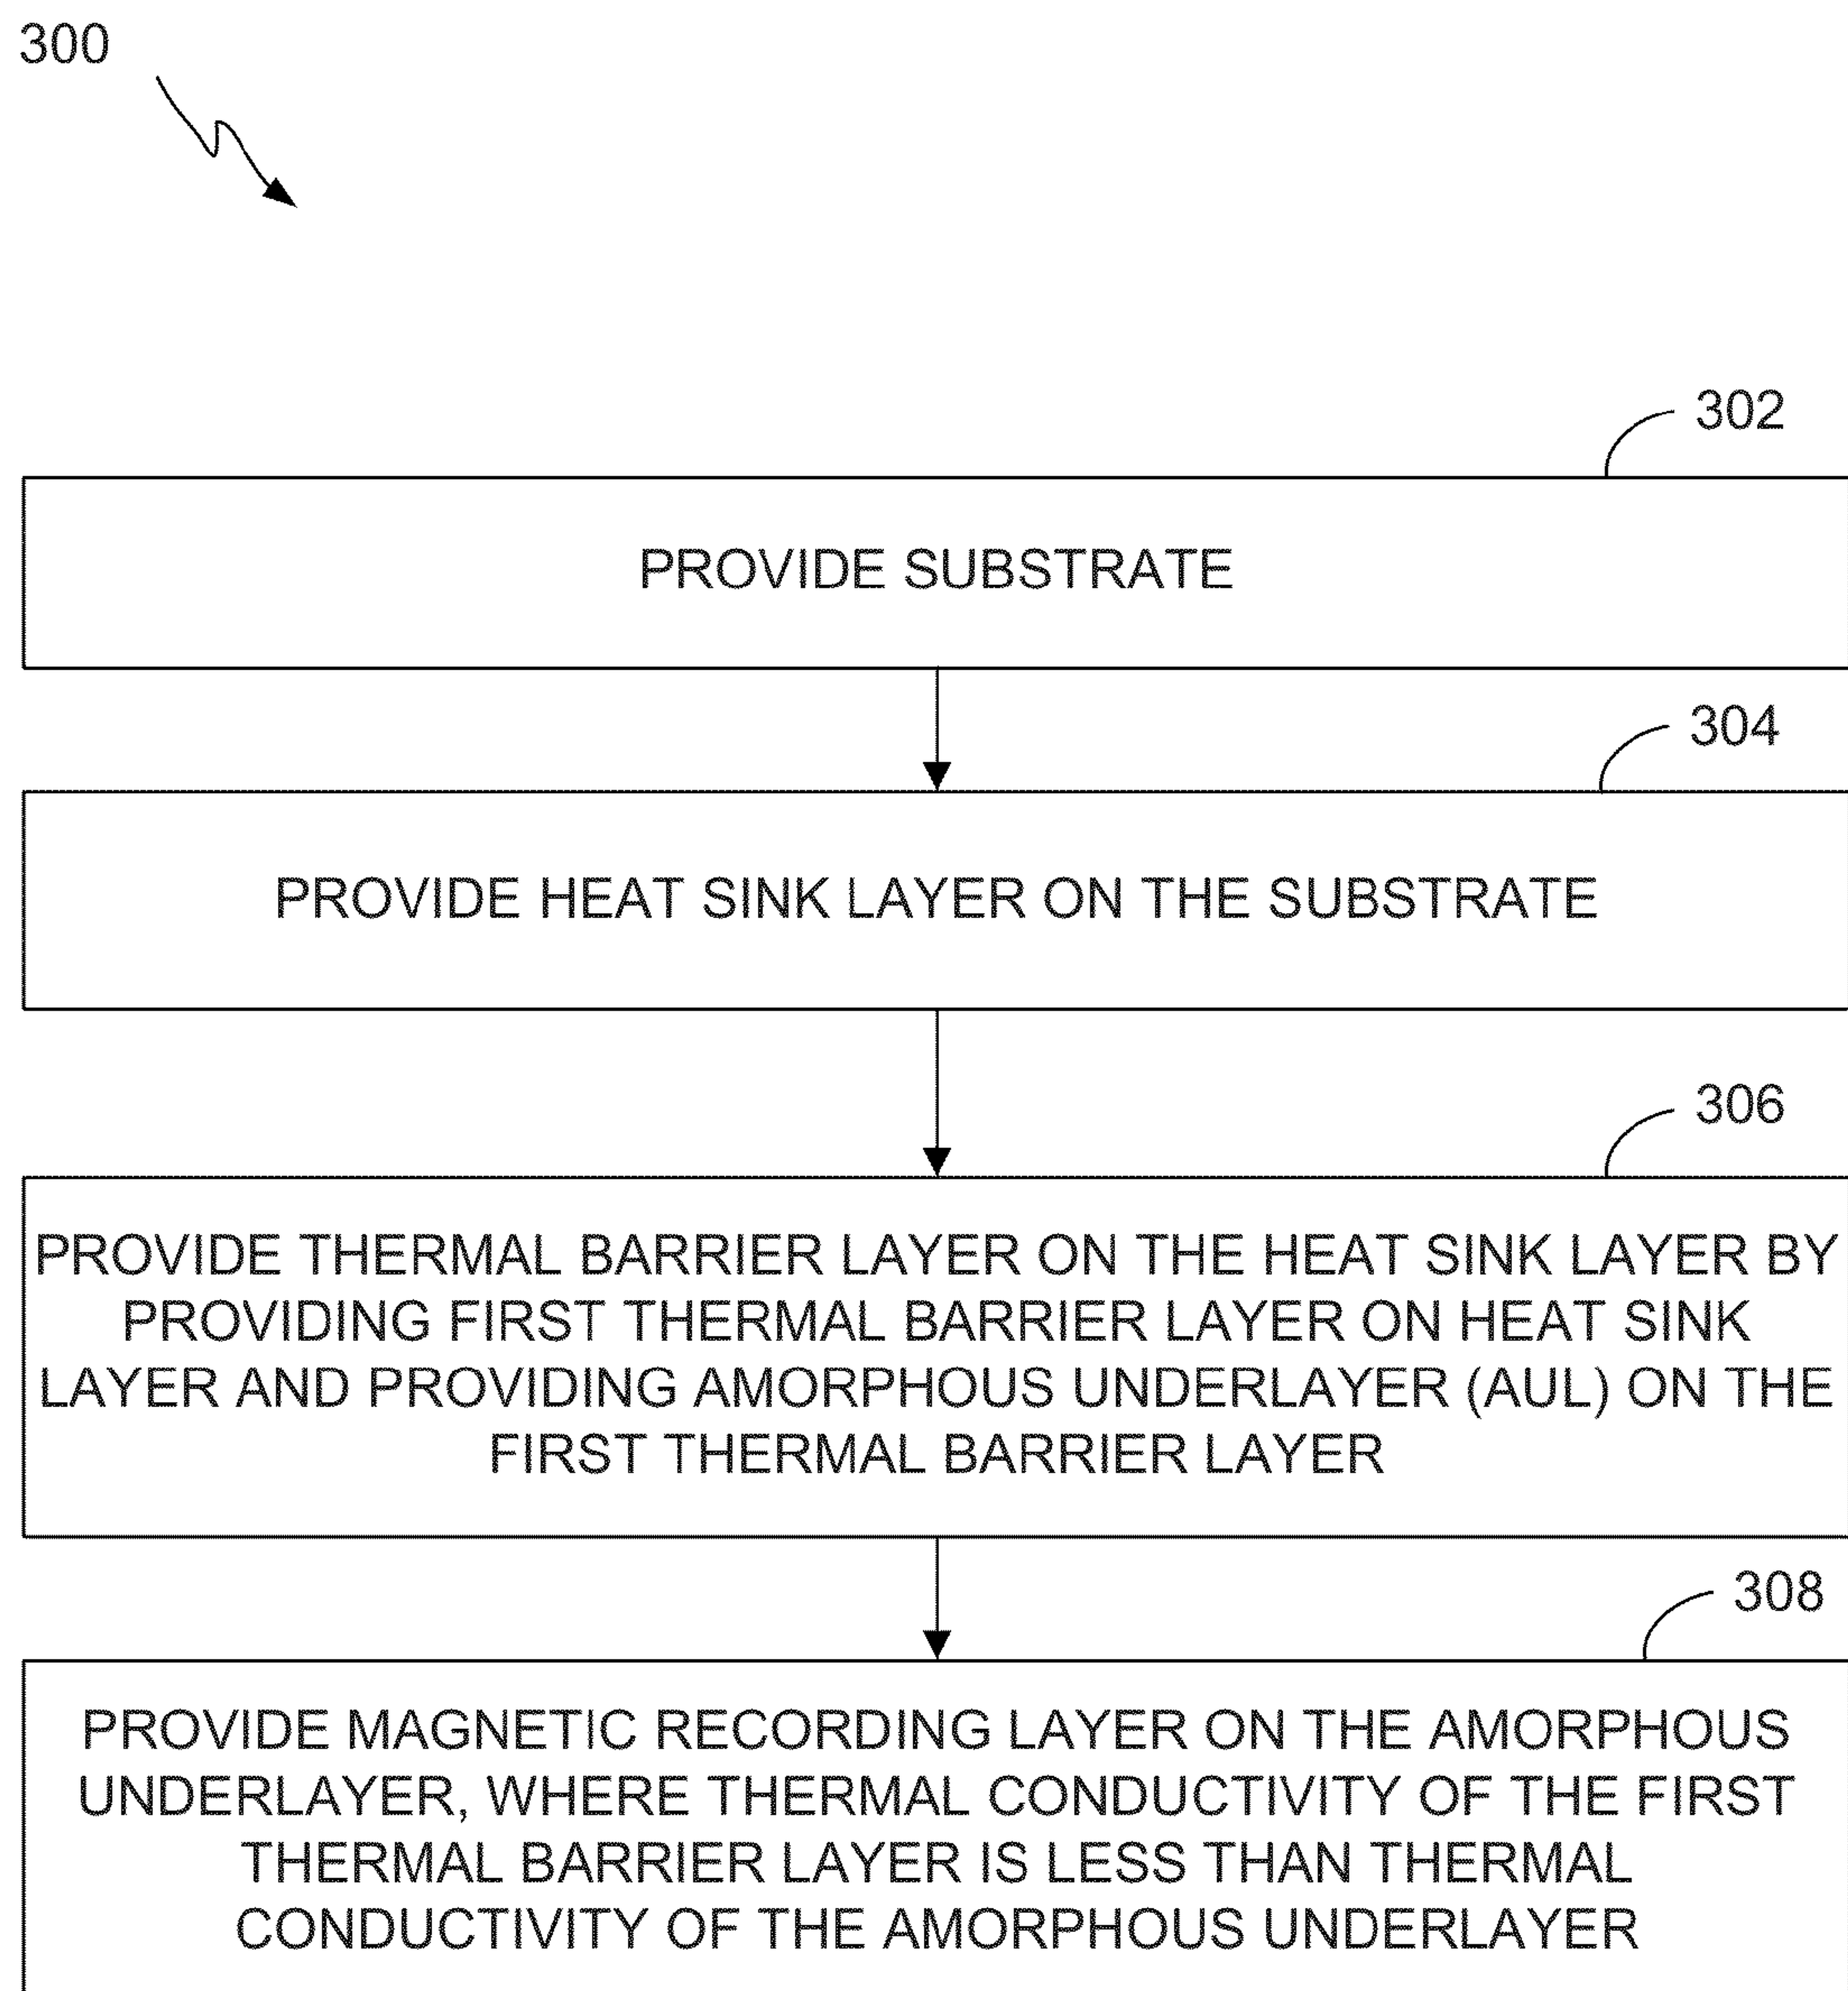 300
302
PROVIDE SUBSTRATE
304
PROVIDE HEAT SINK LAYER ON THE SUBSTRATE
306
PROVIDE THERMAL BARRIER LAYER ON THE HEAT SINK LAYER BY
PROVIDING FIRST THERMAL BARRIER LAYER ON HEAT SINK
LAYER AND PROVIDING AMORPHOUS UNDERLAYER (AUL) ON THE
FIRST THERMAL BARRIER LAYER
308
PROVIDE MAGNETIC RECORDING LAYER ON THE AMORPHOUS
UNDERLAYER, WHERE THERMAL CONDUCTIVITY OF THE FIRST
THERMAL BARRIER LAYER IS LESS THAN THERMAL
CONDUCTIVITY OF THE AMORPHOUS UNDERLAYER